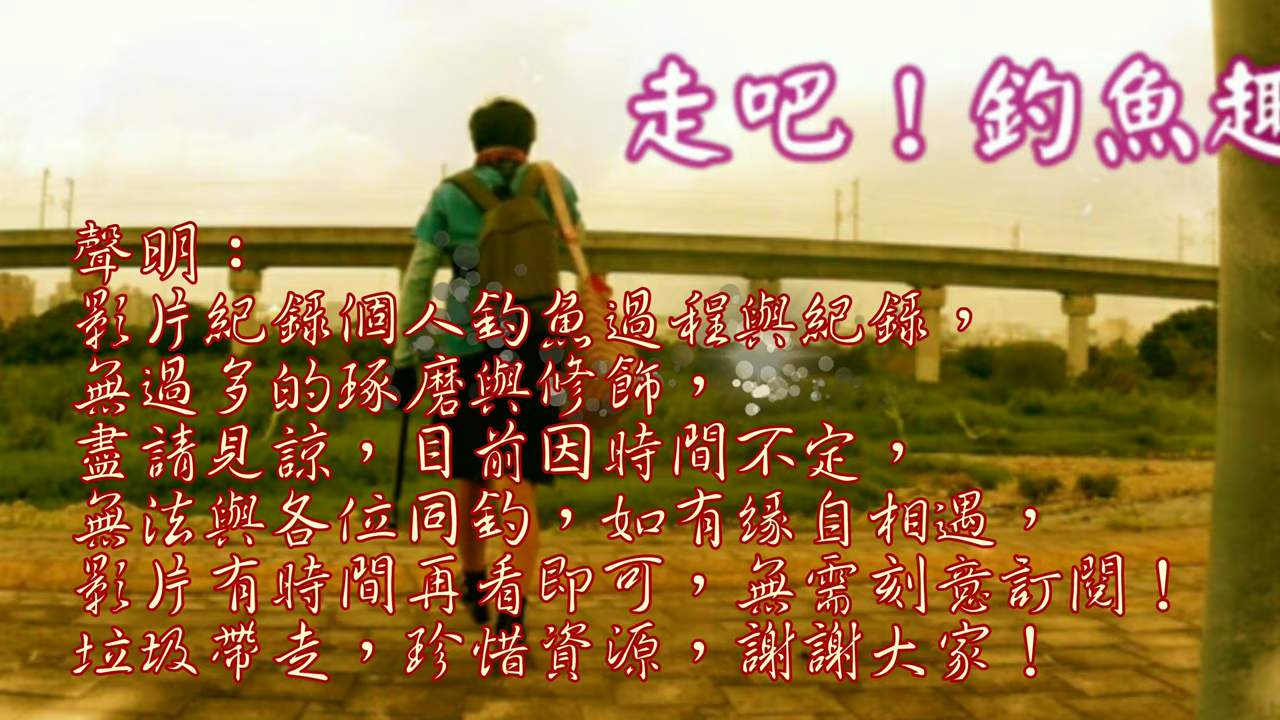 走吧！釣魚趣
聲明：
影片紀錄個人釣魚過程與紀錄，
無過多的琢磨與修飾，
盡請見諒，目前因時間不定，
無法與各位同釣，如有緣自相遇，
影片有時間再看即可，無需刻意訂閱！
垃圾帶走，珍惜資源，謝謝大家！